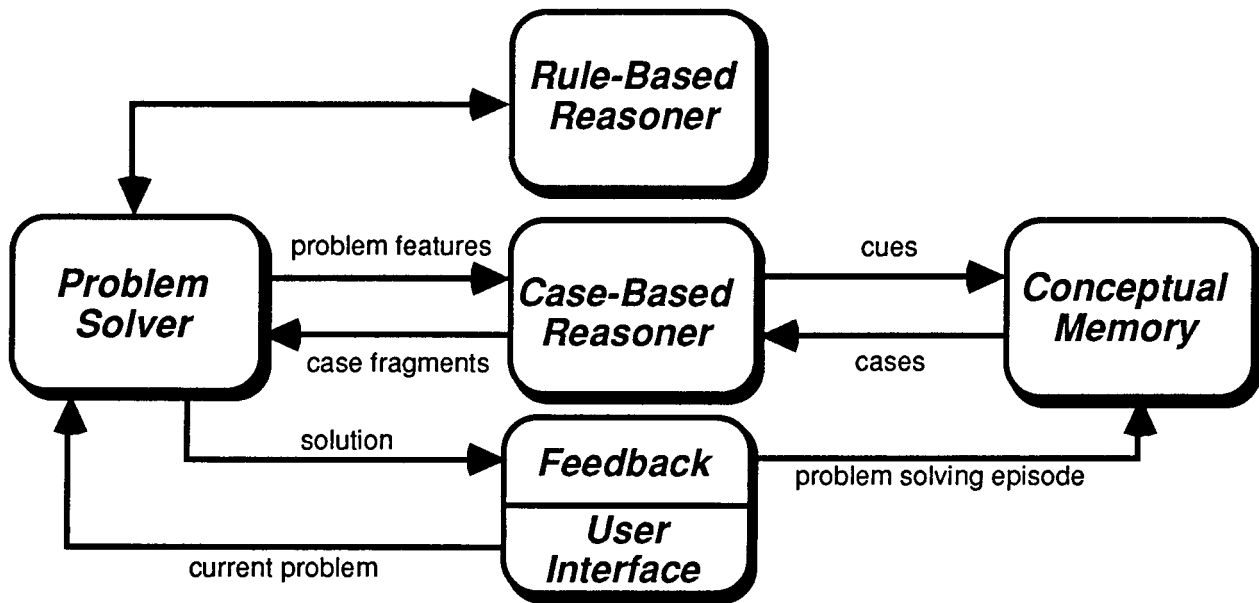 Rule-Based
Reasoner
problem features
cues
Problem
Solver
Case-Based
Reasoner
Conceptual
Memory
case fragments
cases
solution
Feedback
problem solving episode
User
Interface
current problem